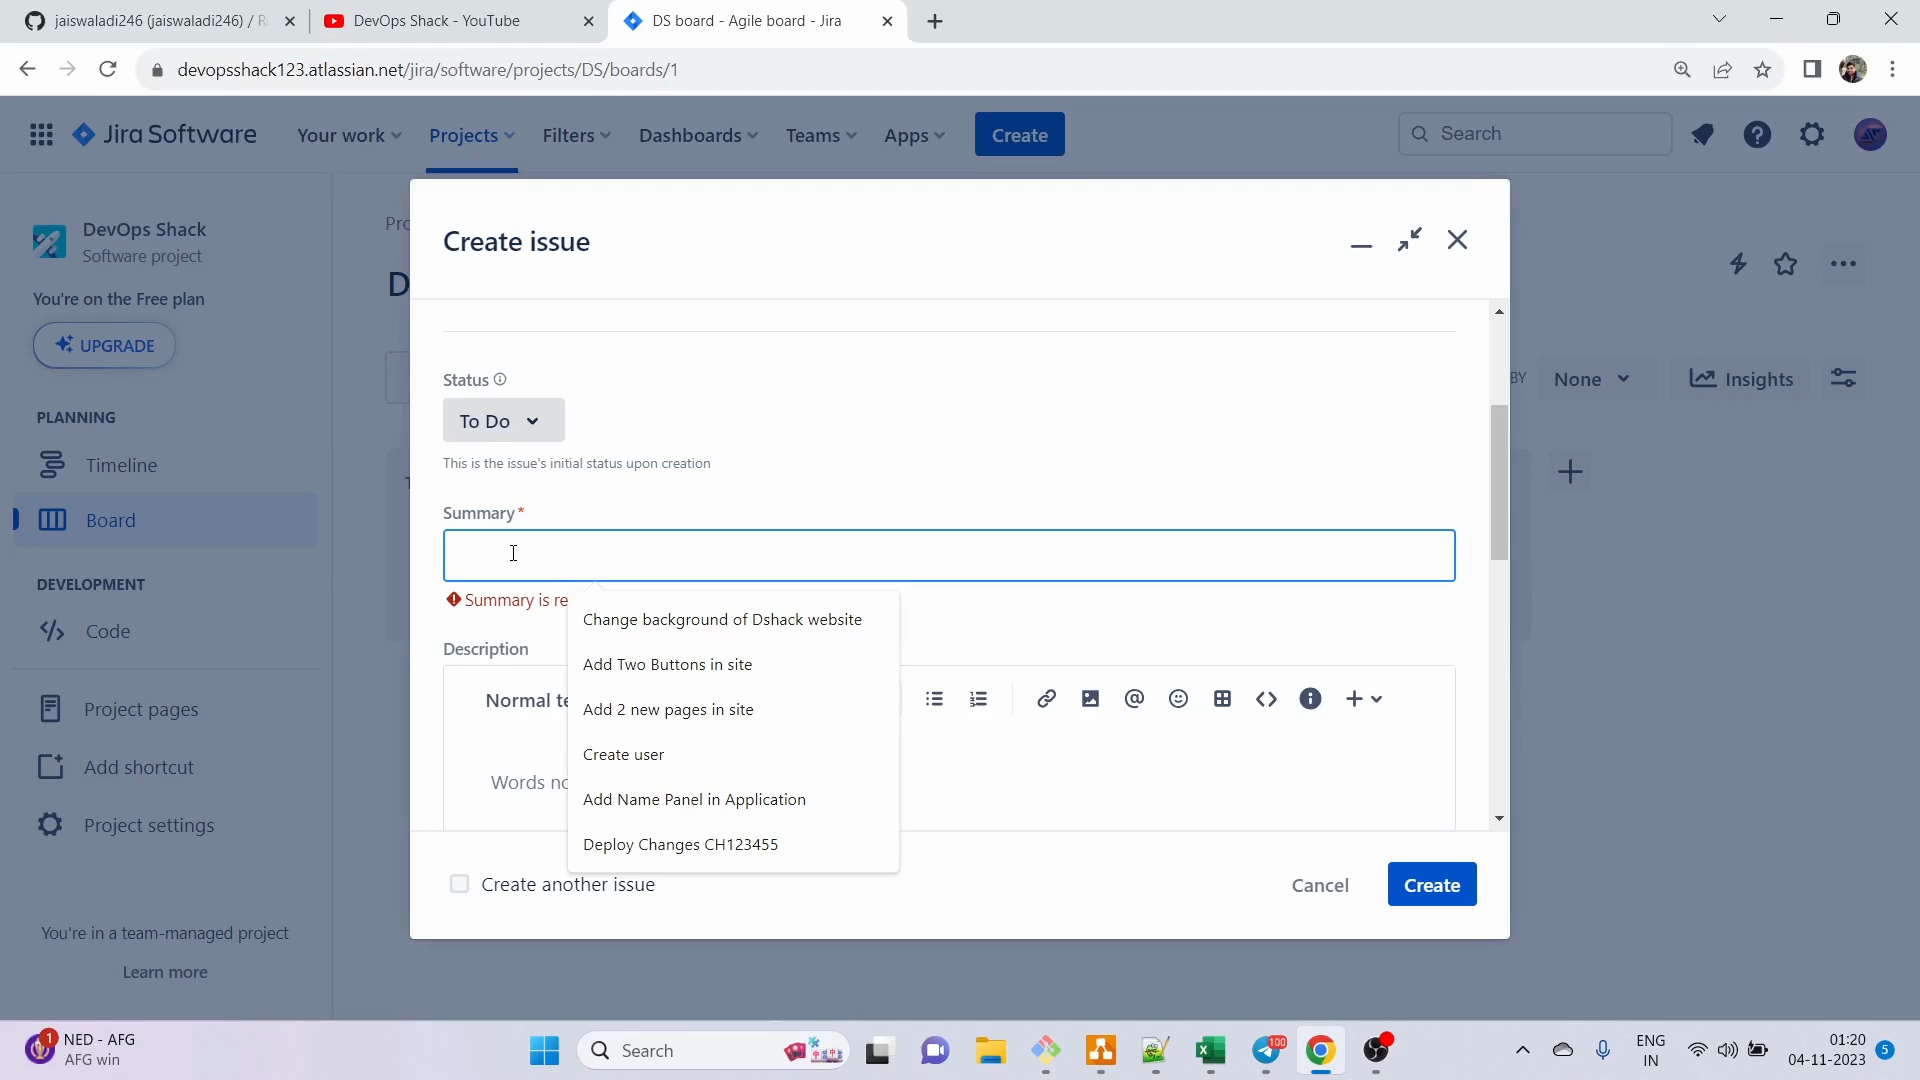 jaiswaladi246 (jaiswaladi246) / R
DevOps Shack - YouTube
DS board - Agile board - Jira
devopsshack123.atlassian.net/jira/software/projects/DS/boards/1
Jira Software
Your work
Projects
Filters
Dashboards
Teams
Apps
Create
Search
DevOps Shack
Software project
You're on the Free plan
UPGRADE
PLANNING
Timeline
Board
DEVELOPMENT
Code
Project pages
Add shortcut
Project settings
You're in a team-managed project
Learn more
Pro
D
BY
None
Insights
Create issue
Status
To Do
This is the issue's initial status upon creation
Summary*
Summary is re
Change background of Dshack website
Add Two Buttons in site
Add 2 new pages in site
Create user
Add Name Panel in Application
Deploy Changes CH123455
Description
Normal te
Words no
Create another issue
Cancel
Create
1
NED - AFG
AFG win
Search
100
ENG
IN
01:20
04-11-2023
5